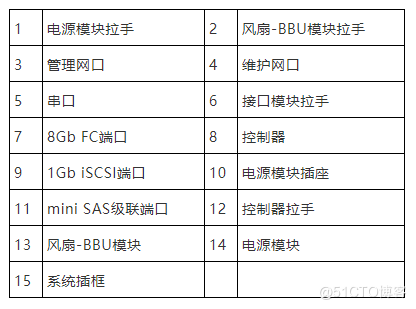 1 电源模块拉手 2 风扇-BBU模块拉手
3 管理网口 4 维护网口
5 串口 6 接口模块拉手
7 8Gb FC端口 8 控制器
9 1Gb iSCSI端口 10 电源模块插座
11 mini SAS级联端口 12 控制器拉手
13 风扇-BBU模块 14 电源模块
15 系统插框
@51CTO博客